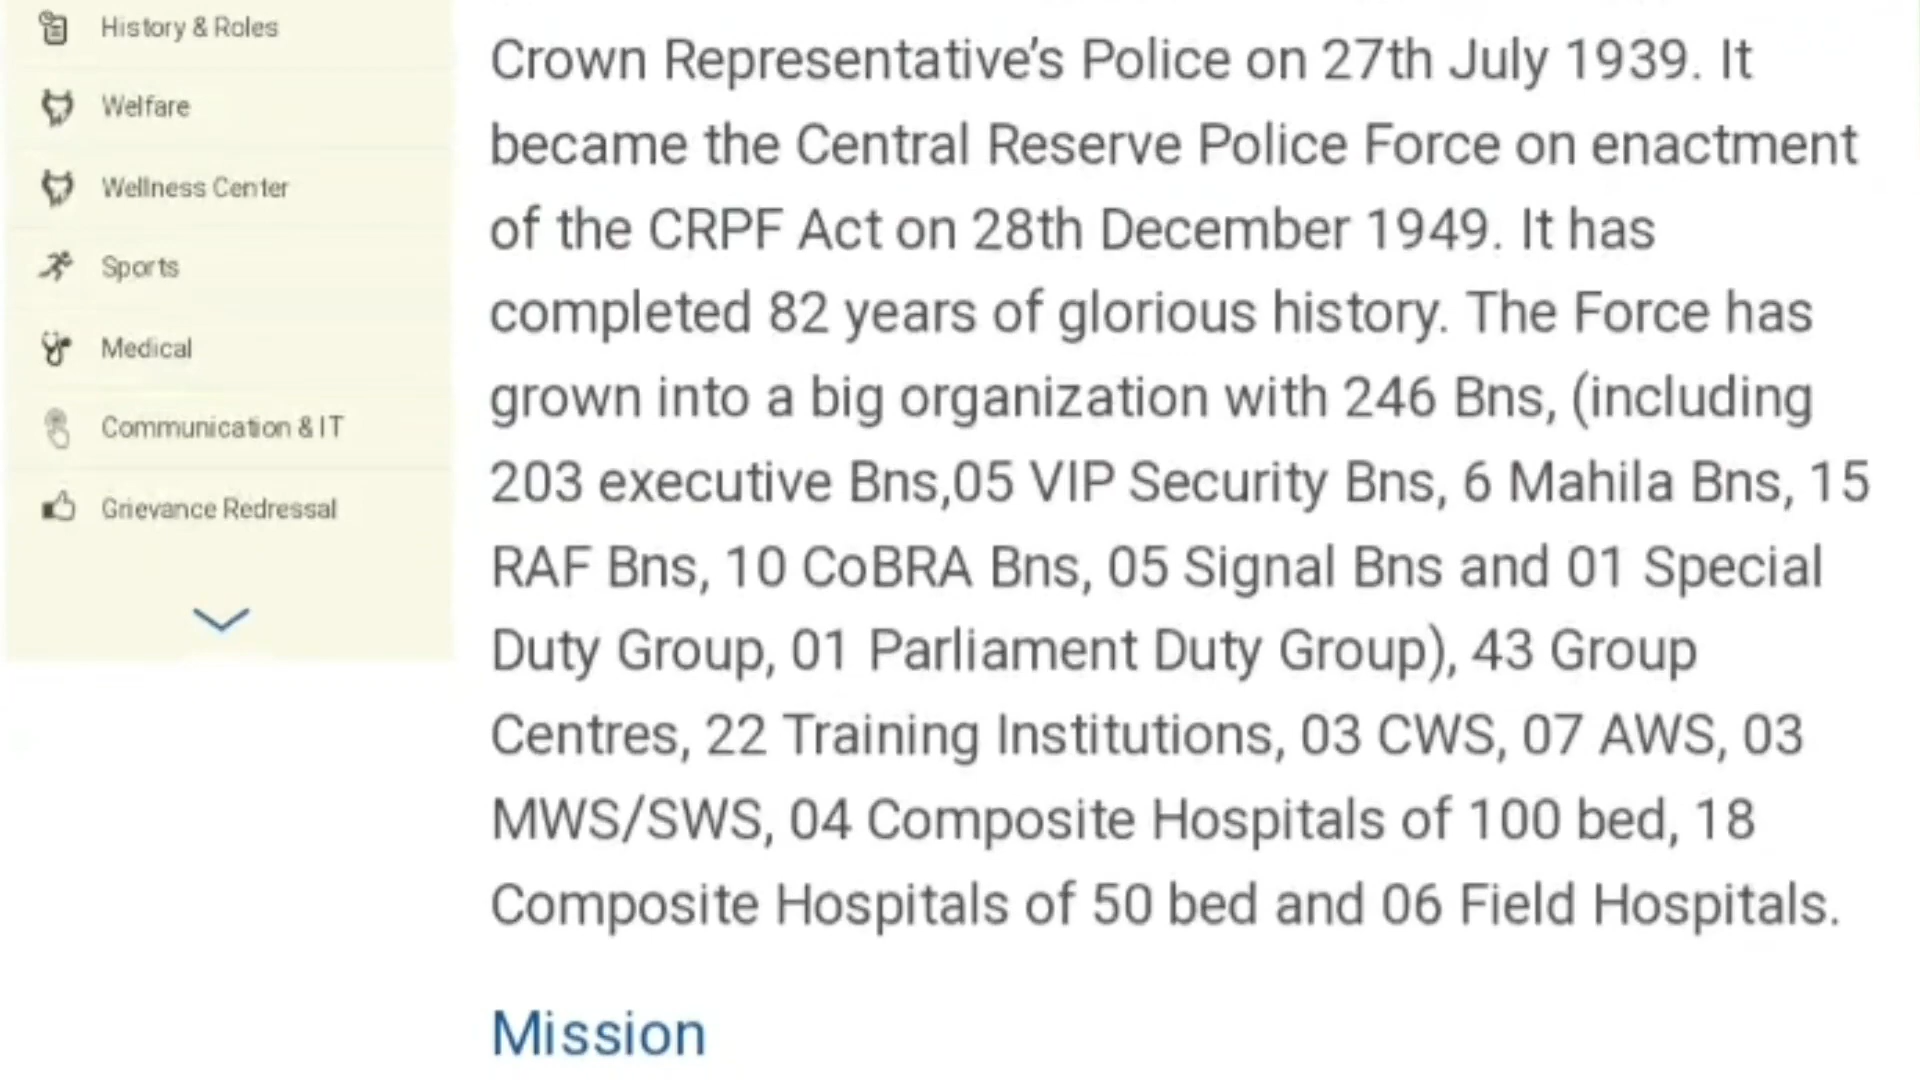 History & Roles
Welfare
Wellness Center
Sports
Medical
Communication & IT
Grievance Redressal
Crown Representative's Police on 27th July 1939. It
became the Central Reserve Police Force on enactment
of the CRPF Act on 28th December 1949. It has
completed 82 years of glorious history. The Force has
grown into a big organization with 246 Bns, (including
203 executive Bns,05 VIP Security Bns, 6 Mahila Bns, 15
RAF Bns, 10 CoBRA Bns, 05 Signal Bns and 01 Special
Duty Group, 01 Parliament Duty Group), 43 Group
Centres, 22 Training Institutions, 03 CWS, 07 AWS, 03
MWS/SWS, 04 Composite Hospitals of 100 bed, 18
Composite Hospitals of 50 bed and 06 Field Hospitals.
Mission